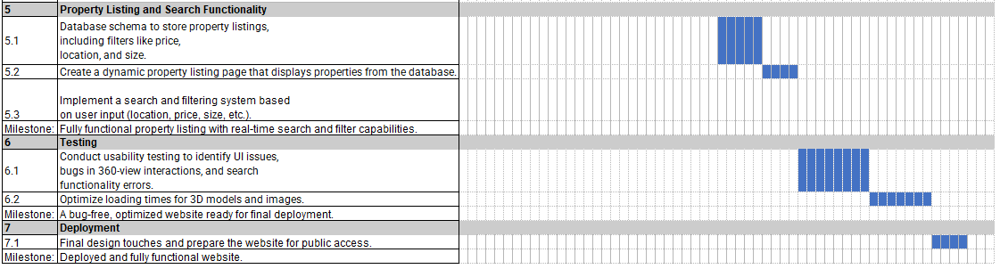 5 Property Listing and Search Functionality
Database schema to store property listings,
including filters like price,
5.1
location, and size.
5.2 Create a dynamic property listing page that displays properties from the database.
Implement a search and filtering system based
5.3 on user input (location, price, size, etc.).
Milestone: Fully functional property listing with real-time search and filter capabilities.
6 Testing
Conduct usability testing to identify UI issues,
6.1 bugs in 360-view interactions, and search
functionality errors.
6.2 Optimize loading times for 3D models and images.
Milestone: A bug-free, optimized website ready for final deployment.
7 Deployment
7.1 Final design touches and prepare the website for public access.
Milestone: Deployed and fully functional website.